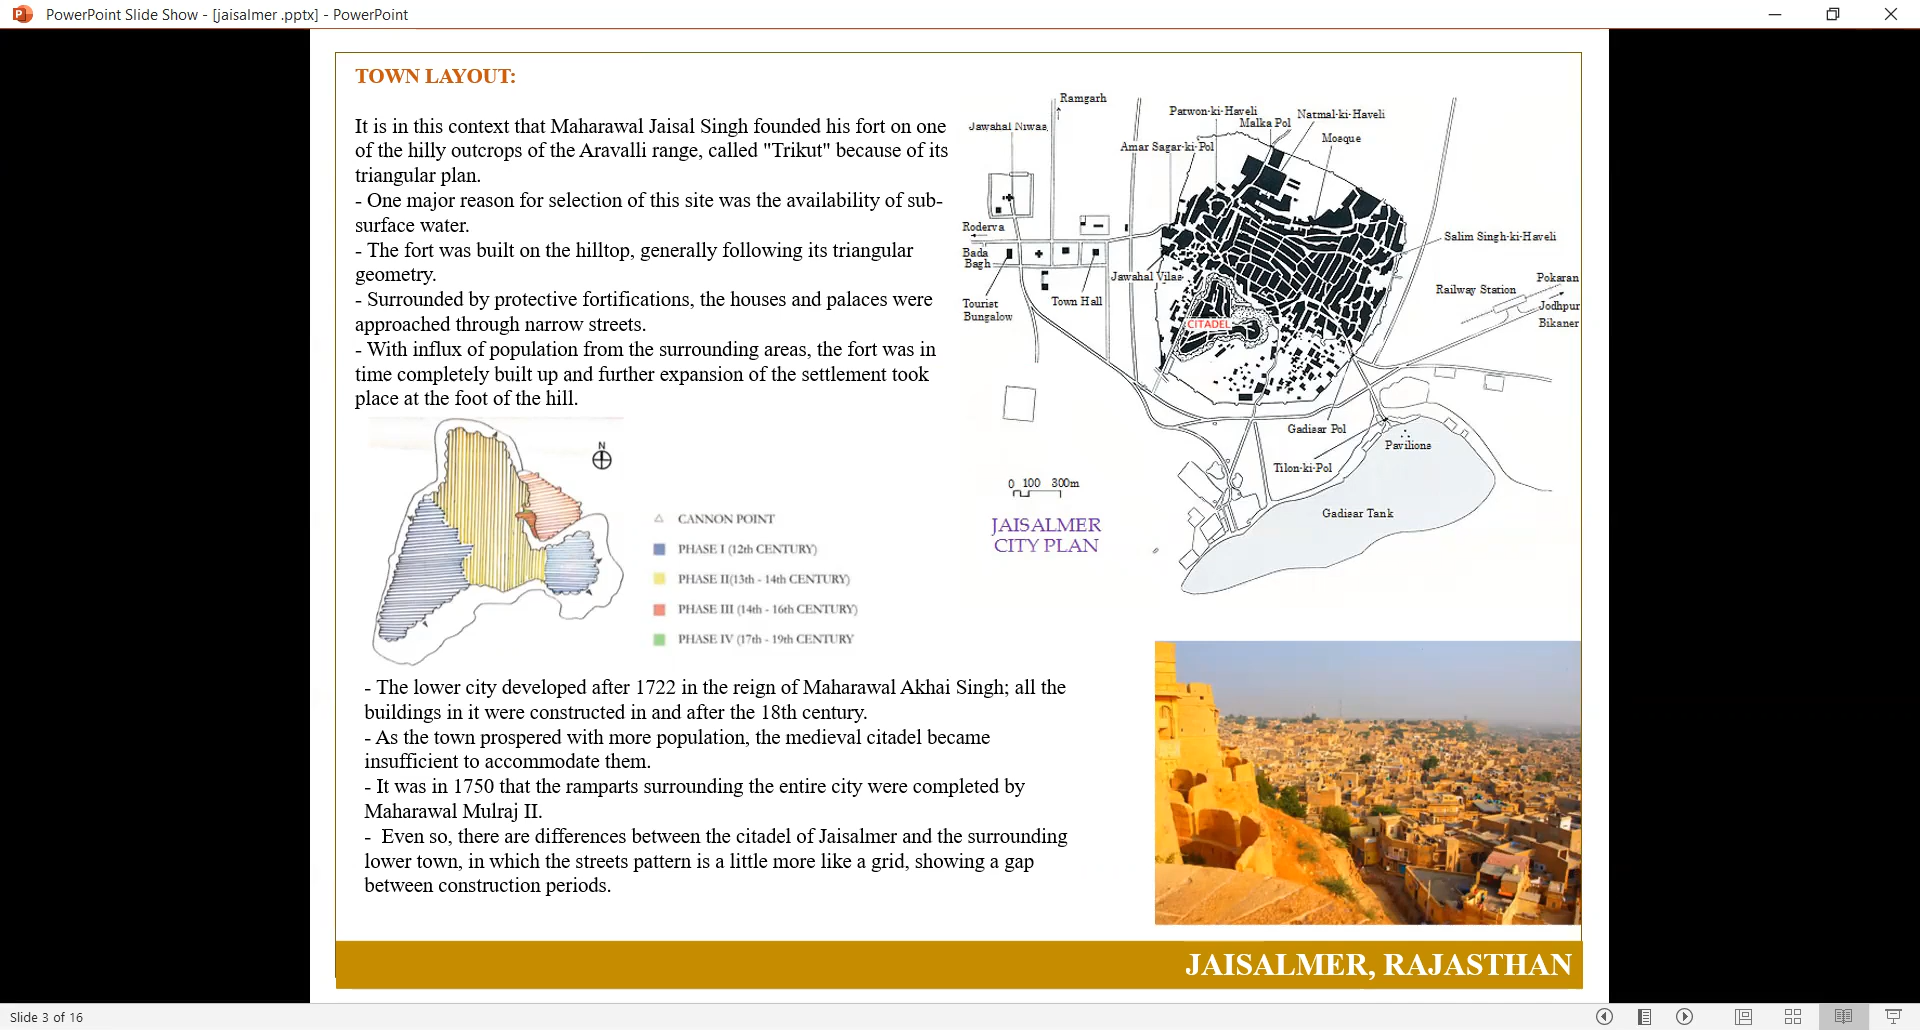 PowerPoint Slide Show - [jaisalmer .pptx] - PowerPoint
TOWN LAYOUT:
It is in this context that Maharawal Jaisal Singh founded his fort on one
of the hilly outcrops of the Aravalli range, called "Trikut" because of its
triangular plan.
- One major reason for selection of this site was the availability of sub-
surface water.
- The fort was built on the hilltop, generally following its triangular
geometry.
- Surrounded by protective fortifications, the houses and palaces were
approached through narrow streets.
- With influx of population from the surrounding areas, the fort was in
time completely built up and further expansion of the settlement took
place at the foot of the hill.
Ramgarh
Jawahal Niwas
Parwon-ki-Haveli
Malka Pol
Natmal-ki-Haveli
Mosque
Amar Sagar-ki-Pol
Roderva
Bada
Bagh
Jawahal Vilas
Salim Singh-ki-Haveli
Tourist
Bungalow
Town Hall
CITADEL
Railway Station
Pokaran
Jodhpur
Bikaner
Gadisar Pol
Pavilions
Tilon-ki-Pol
Gadisar Tank
0 100 300m
JAISALMER
CITY PLAN
N
CANNON POINT
PHASE I (12th CENTURY)
PHASE II(13th - 14th CENTURY)
PHASE III (14th - 16th CENTURY)
PHASE IV (17th - 19th CENTURY
- The lower city developed after 1722 in the reign of Maharawal Akhai Singh; all the
buildings in it were constructed in and after the 18th century.
- As the town prospered with more population, the medieval citadel became
insufficient to accommodate them.
- It was in 1750 that the ramparts surrounding the entire city were completed by
Maharawal Mulraj II.
- Even so, there are differences between the citadel of Jaisalmer and the surrounding
lower town, in which the streets pattern is a little more like a grid, showing a gap
between construction periods.
JAISALMER, RAJASTHAN
Slide 3 of 16